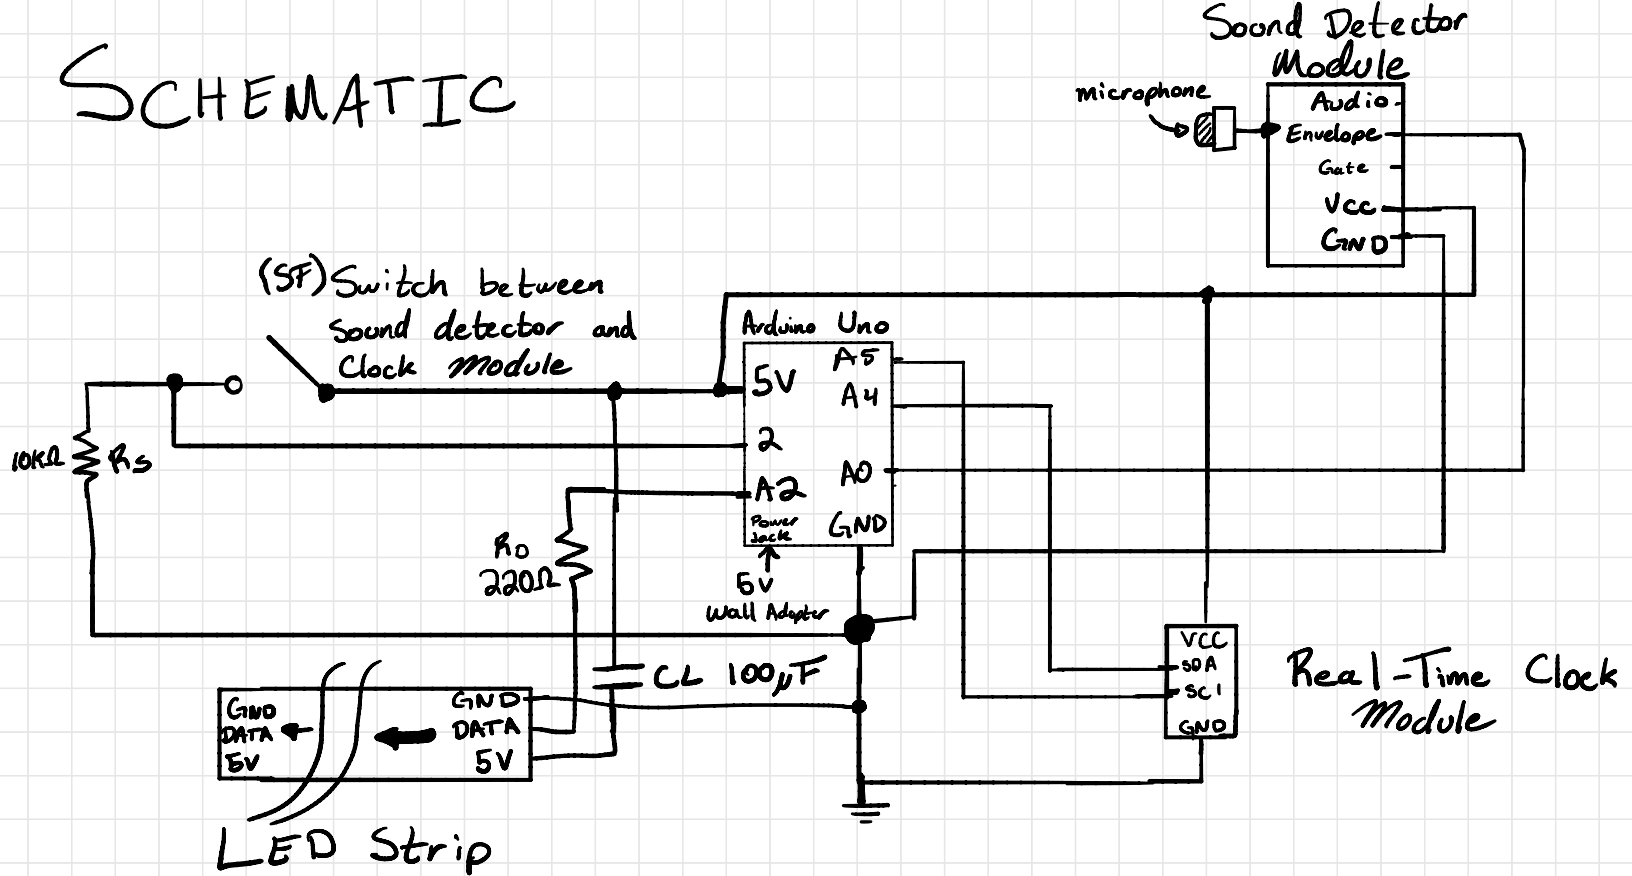 SCHEMATIC
Sound Detector
Module
microphone
Audio
Envelope
Gate
Vcc
GND
(SF) Switch between
Sound detector and
Clock Module
Arduino Uno
5V
2
A2
Power
Jack
A5
A4
A0
GND
5V
Wall Adapter
10KΩ
RS
RD
220Ω
CL 100μF
GND
DATA
5V
GND
DATA
5V
LED Strip
VCC
SDA
SCl
GND
Real-Time Clock
Module